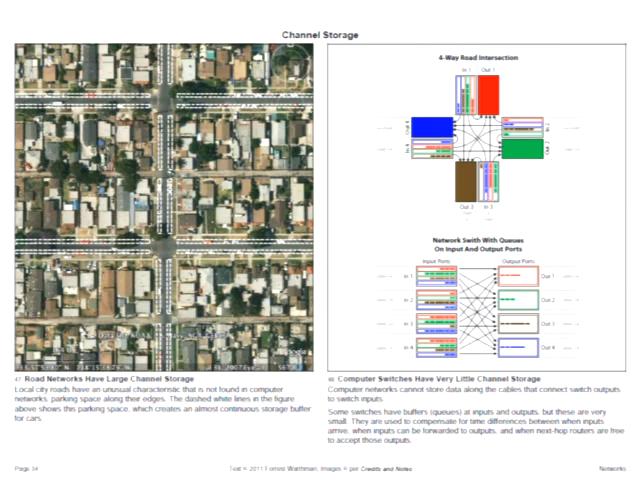 Channel Storage
4-Way Road Intersection
In 1 Out 1
Out 4
In 4
In 2
Out 2
Out 3 In 3
Network Swith With Queues
On Input And Output Ports
Input Ports Output Ports
In 1 Out 1
In 2 Out 2
In 3 Out 3
In 4 Out 4
47 Road Networks Have Large Channel Storage
Local city roads have an unusual characteristic that is not found in computer
networks, parking space along their edges. The dashed white lines in the figure
above shows this parking space, which creates an almost continuous storage buffer
for cars.
48 Computer Switches Have Very Little Channel Storage
Computer networks cannot store data along the cables that connect switch outputs
to switch inputs.
Some switches have buffers (queues) at inputs and outputs, but these are very
small. They are used to compensate for time differences between when inputs
arrive, when inputs can be forwarded to outputs, and when next-hop routers are free
to accept those outputs.
Page 34 Text © 2011 Forrest Warthman, Images © per Credits and Notes Networks